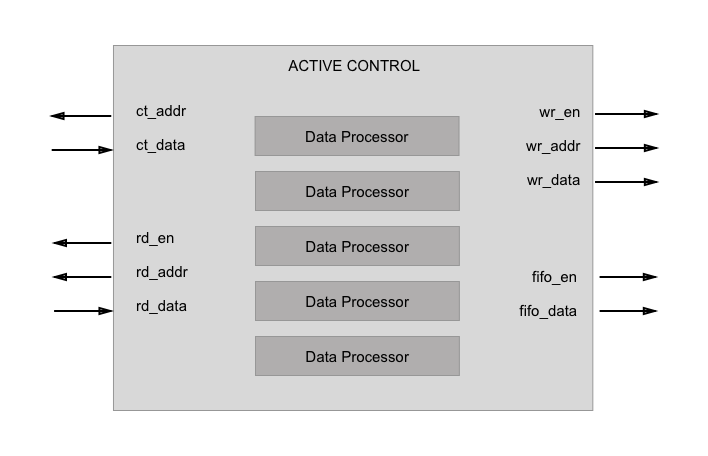 ACTIVE CONTROL
ct_addr
ct_data
rd_en
rd_addr
rd_data
Data Processor
Data Processor
Data Processor
Data Processor
Data Processor
wr_en
wr_addr
wr_data
fifo_en
fifo_data